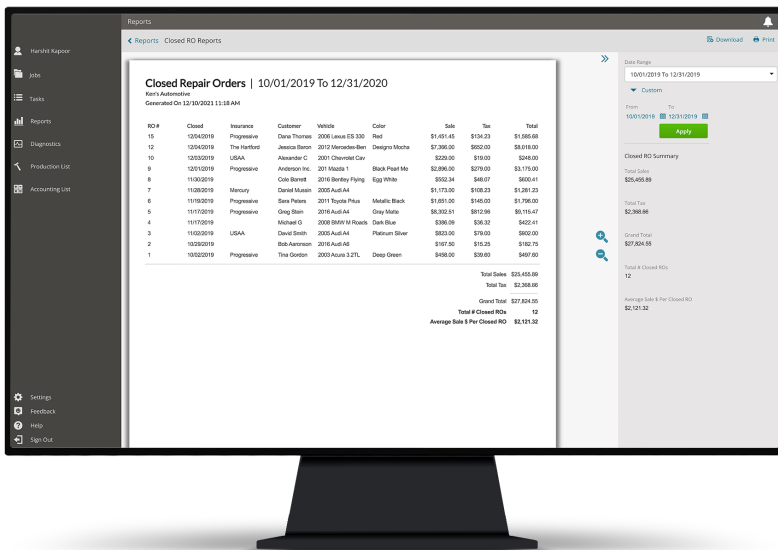 Reports
Reports Closed RO Reports
Download Print
Harshit Kapoor
Jobs
Tasks
Reports
Diagnostics
Production List
Accounting List
Settings
Feedback
Help
Sign Out
Closed Repair Orders | 10/01/2019 To 12/31/2020
Ken's Automotive
Generated On 12/10/2021 11:18 AM
RO # Closed Insurance Customer Vehicle Color Sale Tax Total
15 12/04/2019 Progressive Dana Thomas 2006 Lexus ES 330 Red $1,451.45 $134.23 $1,585.68
12 12/04/2019 The Hartford Jessica Baron 2012 Mercedes-Ben Designo Mocha $7,366.00 $652.00 $8,018.00
10 12/03/2019 USAA Alexander C 2001 Chevrolet Cav $229.00 $19.00 $248.00
9 12/01/2019 Progressive Anderson Inc. 201 Mazda 1 Black Pearl Me $2,896.00 $279.00 $3,175.00
8 11/30/2019 Cole Barrett 2016 Bentley Flying Egg White $552.34 $48.07 $600.41
7 11/28/2019 Mercury Daniel Mussin 2005 Audi A4 $1,173.00 $108.23 $1,281.23
6 11/19/2019 Progressive Sara Peters 2011 Toyota Prius Metallic Black $1,651.00 $145.00 $1,796.00
5 11/17/2019 Progressive Greg Stein 2016 Audi A4 Gray Matte $8,302.51 $812.96 $9,115.47
4 11/17/2019 Michael G 2008 BMW M Roads Dark Blue $386.09 $36.32 $422.41
3 11/02/2019 USAA David Smith 2005 Audi A4 Platinum Silver $823.00 $79.00 $902.00
2 10/29/2019 Bob Aaronson 2016 Audi A6 $167.50 $15.25 $182.75
1 10/02/2019 Progressive Tina Gordon 2003 Acura 3.2TL Deep Green $458.00 $39.60 $497.60
Total Sales $25,455.89
Total Tax $2,368.66
Grand Total $27,824.55
Total # Closed ROs 12
Average Sale $ Per Closed RO $2,121.32
Date Range
10/01/2019 To 12/31/2019
Custom
From To
10/01/2019 12/31/2019
Apply
Closed RO Summary
Total Sales
$25,455.89
Total Tax
$2,368.66
Grand Total
$27,824.55
Total # Closed ROs
12
Average Sale $ Per Closed RO
$2,121.32